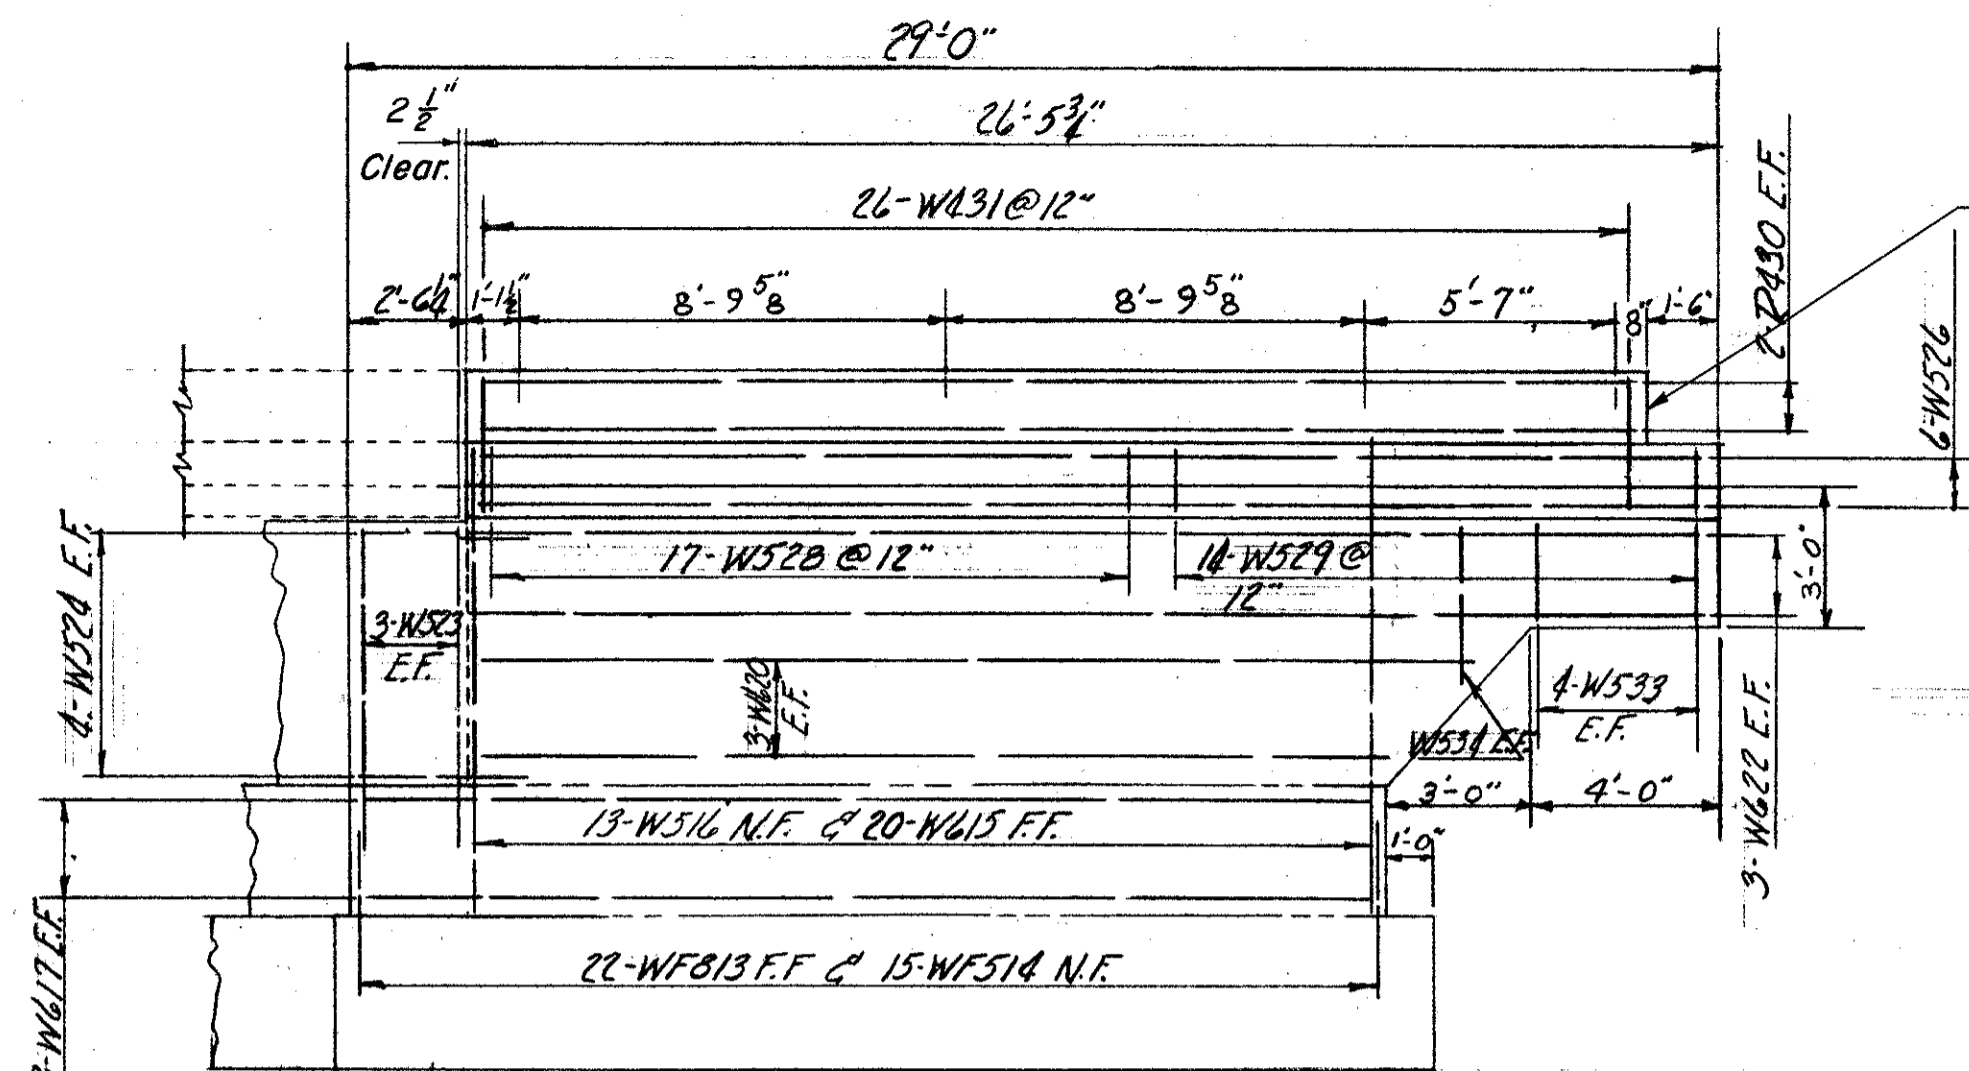 29'-0"
2 1/2"
Clear.
26'-5 3/4"
26-W431@12"
2'-6 1/4"
1'-1 1/2"
8'-9 5/8"
8'-9 5/8"
5'-7"
8"
1'-6"
2-P430 E.F.
6-W526
4-W524 E.F.
17-W528 @ 12"
14-W529 @
12"
3'-0"
3-W523
E.F.
3-W620
E.F.
4-W533
E.F.
W534 E.F.
3'-0"
4'-0"
3-W622 E.F.
13-W516 N.F. & 20-W615 F.F.
1'-0"
22-WF813 F.F & 15-WF514 N.F.
W617 E.F.